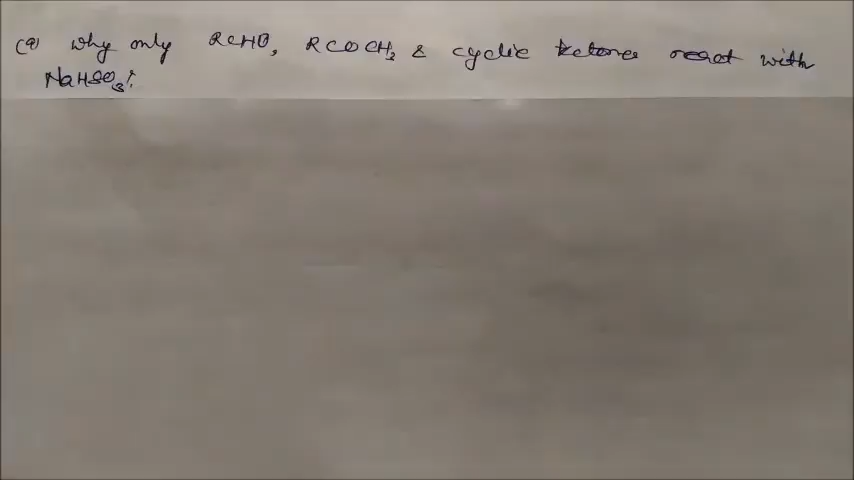 (Q) why only RCHO, RCOCH3 & cyclic ketones react with
NaHSO3?